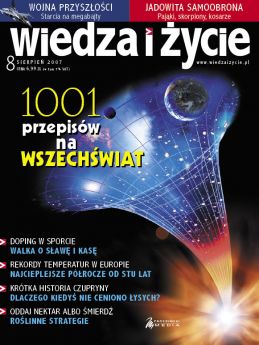 WOJNA PRZYSZŁOŚCI
Starcia na megabajty
JADOWITA SAMOOBRONA
Pająki, skorpiony, kosarze
wiedza i życie
8 SIERPIEŃ 2007
www.wiedzaizycie.pl
1001
przepisów
na
WSZECHŚWIAT
DOPING W SPORCIE
WALKA O SŁAWĘ I KASĘ
REKORDY TEMPERATUR W EUROPIE
NAJCIEPLEJSZE PÓŁROCZE OD STU LAT
KRÓTKA HISTORIA CZUPRYNY
DLACZEGO KIEDYŚ NIE CENIONO ŁYSYCH?
ODDAJ NEKTAR ALBO ŚMIERDŹ
ROŚLINNE STRATEGIE
MEDIA